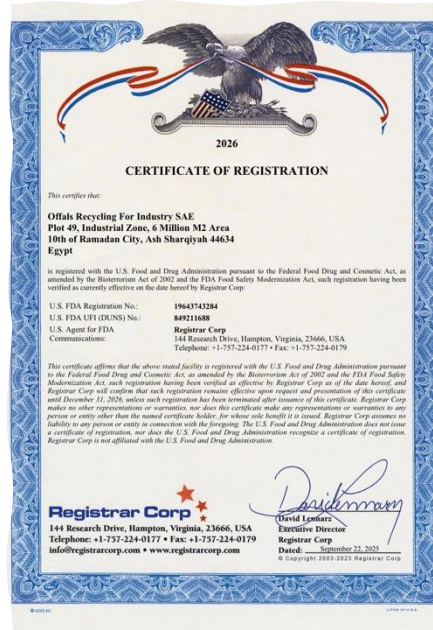 2026
CERTIFICATE OF REGISTRATION
This certifies that:
Offals Recycling For Industry SAE
Plot 49, Industrial Zone, 6 Million M2 Area
10th of Ramadan City, Ash Sharqiyah 44634
Egypt
is registered with the U.S. Food and Drug Administration pursuant to the Federal Food Drug and Cosmetic Act, as
amended by the Bioterrorism Act of 2002 and the FDA Food Safety Modernization Act, such registration having been
verified as currently effective on the date hereof by Registrar Corp:
U.S. FDA Registration No.: 19643743284
U.S. FDA UFI (DUNS) No.: 849211688
U.S. Agent for FDA Registrar Corp
Communications: 144 Research Drive, Hampton, Virginia, 23666, USA
Telephone: +1-757-224-0177 • Fax: +1-757-224-0179
This certificate affirms that the above stated facility is registered with the U.S. Food and Drug Administration pursuant
to the Federal Food Drug and Cosmetic Act, as amended by the Bioterrorism Act of 2002 and the FDA Food Safety
Modernization Act, such registration having been verified as effective by Registrar Corp as of the date hereof, and
Registrar Corp will confirm that such registration remains effective upon request and presentation of this certificate
until December 31, 2026, unless such registration has been terminated after issuance of this certificate. Registrar Corp
makes no other representations or warranties, nor does this certificate make any representations or warranties to any
person or entity other than the named certificate holder, for whose sole benefit it is issued. Registrar Corp assumes no
liability to any person or entity in connection with the foregoing. The U.S. Food and Drug Administration does not issue
a certificate of registration, nor does the U.S. Food and Drug Administration recognize a certificate of registration.
Registrar Corp is not affiliated with the U.S. Food and Drug Administration.
Registrar Corp
144 Research Drive, Hampton, Virginia, 23666, USA
Telephone: +1-757-224-0177 • Fax: +1-757-224-0179
info@registrarcorp.com • www.registrarcorp.com
David Lennarz
Executive Director
Registrar Corp
Dated: September 22, 2025
© Copyright 2003-2023 Registrar Corp
LITHO IN U.S.A.